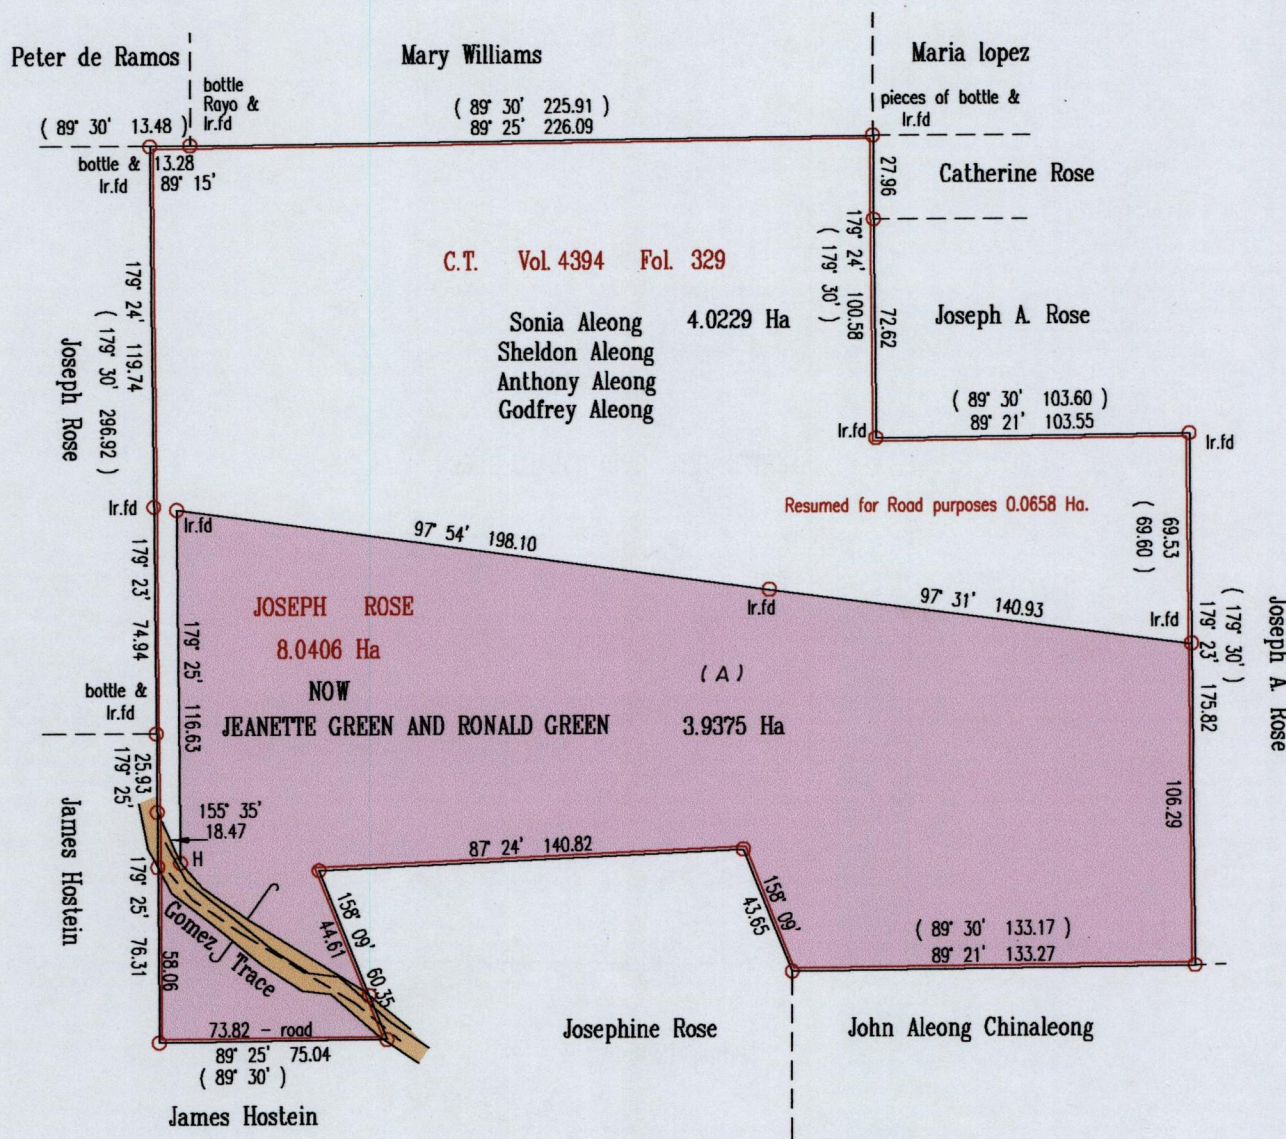 Peter de Ramos
Mary Williams
Maria lopez
bottle
Rayo &
Ir.fd
( 89° 30' 13.48 )
( 89° 30' 225.91 )
89° 25' 226.09
pieces of bottle &
Ir.fd
bottle &
Ir.fd
13.28
89° 15'
27.96
Catherine Rose
179° 24' 100.58
( 179° 30' )
72.62
C.T. Vol. 4394 Fol. 329
Sonia Aleong 4.0229 Ha
Sheldon Aleong
Anthony Aleong
Godfrey Aleong
Joseph A. Rose
179° 24' 119.74
( 179° 30' 296.92 )
Joseph Rose
( 89° 30' 103.60 )
89° 21' 103.55
Ir.fd
Ir.fd
Resumed for Road purposes 0.0658 Ha.
69.53
( 69.60 )
Ir.fd
Ir.fd
97° 54' 198.10
Ir.fd
97° 31' 140.93
Ir.fd
( 179° 30' )
179° 23' 175.82
Joseph A. Rose
179° 23' 74.94
JOSEPH ROSE
8.0406 Ha
NOW
JEANETTE GREEN AND RONALD GREEN
( A )
3.9375 Ha
179° 25' 116.63
bottle &
Ir.fd
25.93
179° 25'
106.29
155° 35'
18.47
H
87° 24' 140.82
James Hostein
179° 25' 76.31
58.06
Gomez Trace
158° 09'
44.61
60.35
158° 09'
43.65
( 89° 30' 133.17 )
89° 21' 133.27
73.82 - road
89° 25' 75.04
( 89° 30' )
Josephine Rose
John Aleong Chinaleong
James Hostein